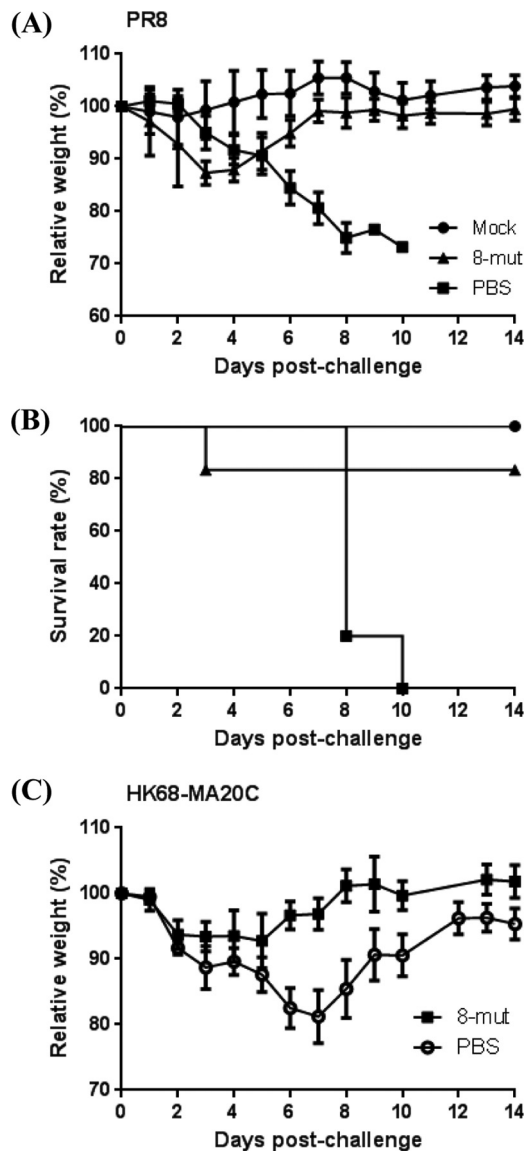 (A)
PR8
110
100
90
80
70
60
Relative weight (%)
Mock
8-mut
PBS
0 2 4 6 8 10 12 14
Days post-challenge
(B)
100
80
60
40
20
0
Survival rate (%)
0 2 4 6 8 10 12 14
Days post-challenge
(C)
HK68-MA20C
110
100
90
80
70
Relative weight (%)
8-mut
PBS
0 2 4 6 8 10 12 14
Days post-challenge